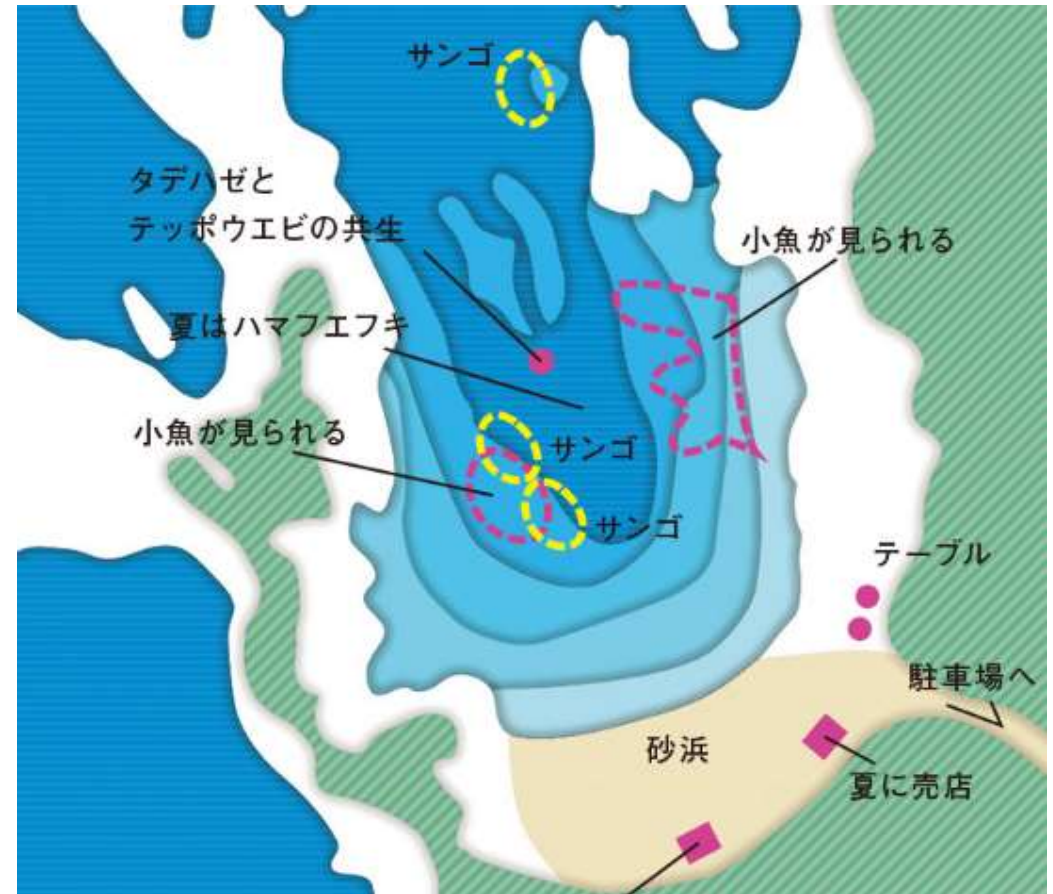 サンゴ
タデハゼと
テッポウエビの共生
小魚が見られる
夏はハマフエフキ
小魚が見られる
サンゴ
サンゴ
テーブル
駐車場へ
砂浜
夏に売店